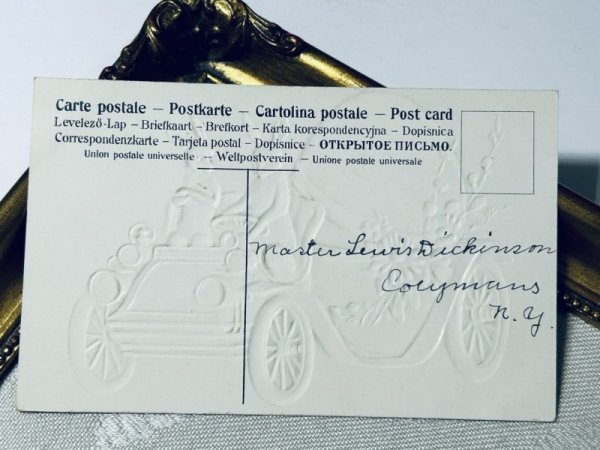 Carte postale – Postkarte – Cartolina postale – Post card
Levelező-Lap – Briefkaart – Brefkort – Karta korespondencyjna – Dopisnica
Correspondenzkarte – Tarjeta postal – Dopisnice – ОТКРЫТОЕ ПИСЬМО.
Union postale universelle – Weltpostverein – Unione postale universale
Master Lewis Dickinson
Coeymans
N.Y.